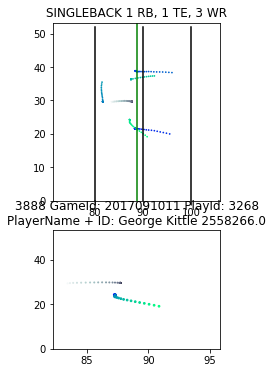 SINGLEBACK 1 RB, 1 TE, 3 WR
50
40
30
20
10
0
80 90 100
3888 GameId: 2017091011 PlayId: 3268
PlayerName + ID: George Kittle 2558266.0
40
20
0
85 90 95